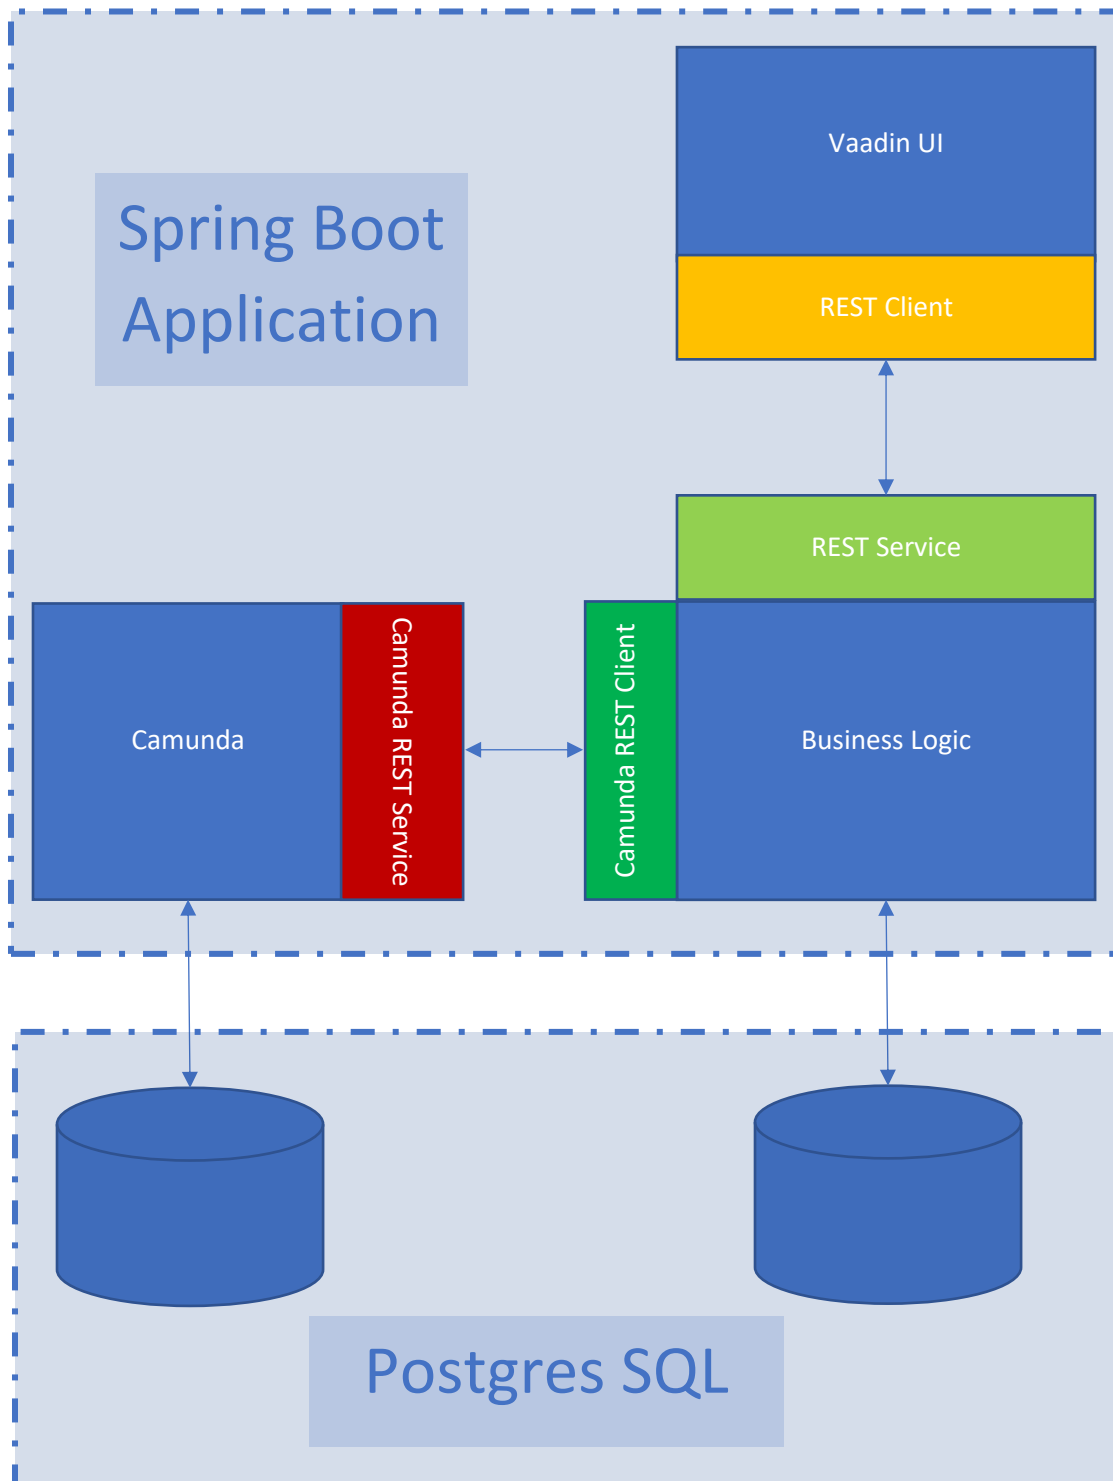 Vaadin UI
Spring Boot
Application
REST Client
REST Service
Camunda
Camunda REST Service
Camunda REST Client
Business Logic
Postgres SQL